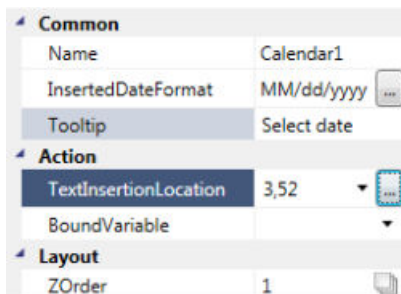 Common
Name Calendar1
InsertedDateFormat MM/dd/yyyy ...
Tooltip Select date
Action
TextInsertionLocation 3,52 ...
BoundVariable
Layout
ZOrder 1